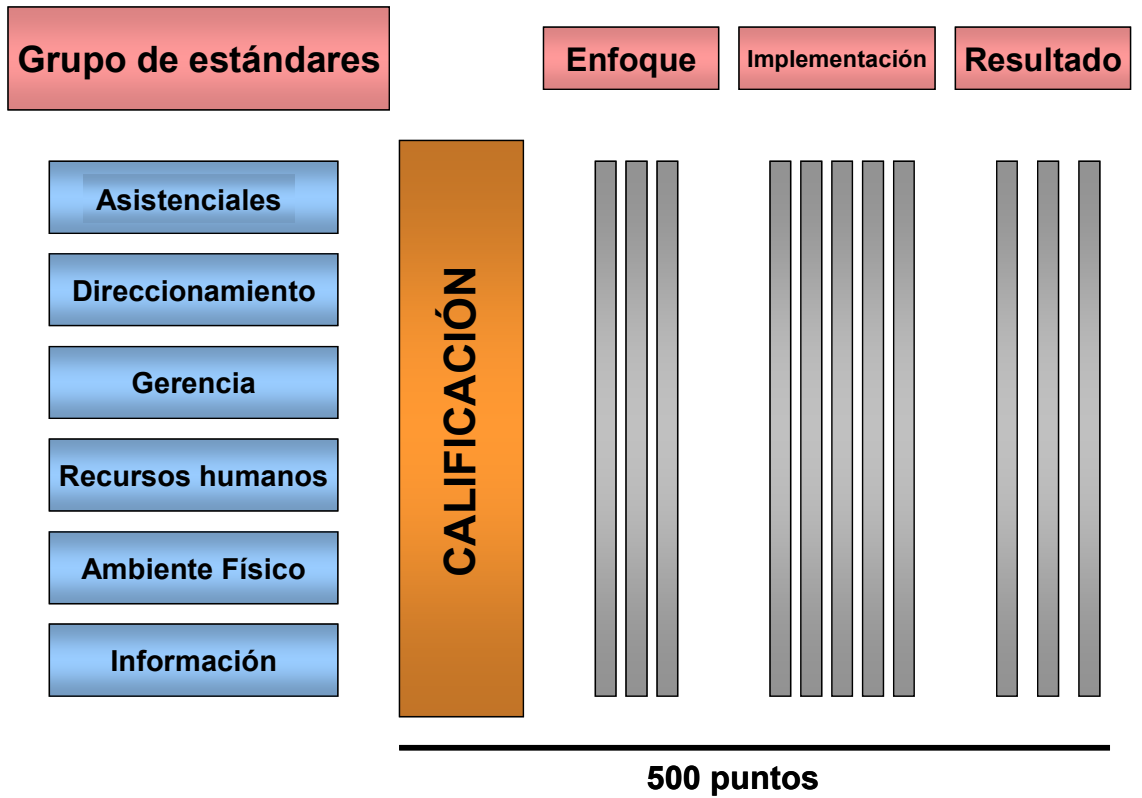 Grupo de estándares
Enfoque
Implementación
Resultado
Asistenciales
Direccionamiento
Gerencia
Recursos humanos
Ambiente Físico
Información
CALIFICACIÓN
500 puntos